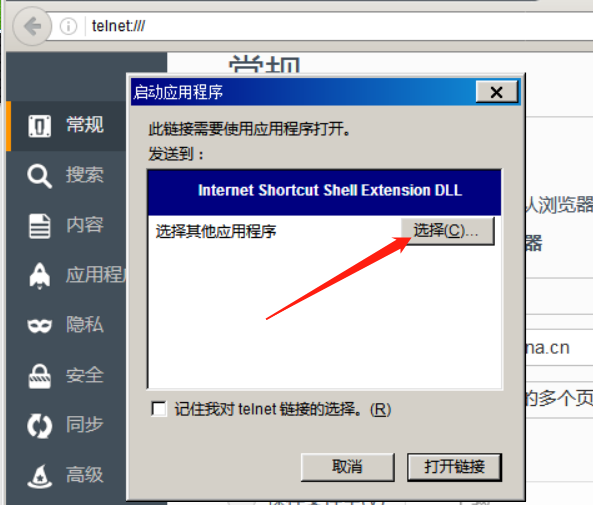 telnet:///
常规
启动应用程序
此链接需要使用应用程序打开。
发送到：
Internet Shortcut Shell Extension DLL
选择其他应用程序
选择(C)...
记住我对 telnet 链接的选择。(R)
取消
打开链接
常规
搜索
内容
应用程
隐私
安全
同步
高级
认浏览器
器
na.cn
的多个页